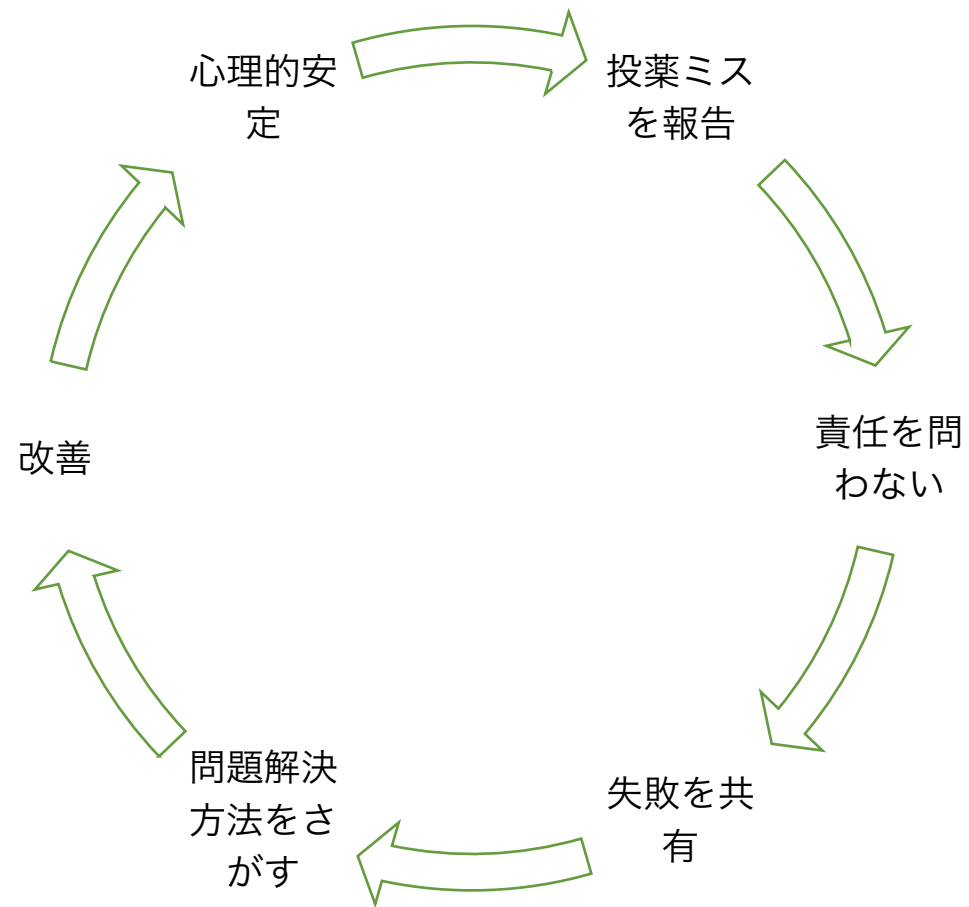 心理的安
定
投薬ミス
を報告
責任を問
わない
失敗を共
有
問題解決
方法をさ
がす
改善